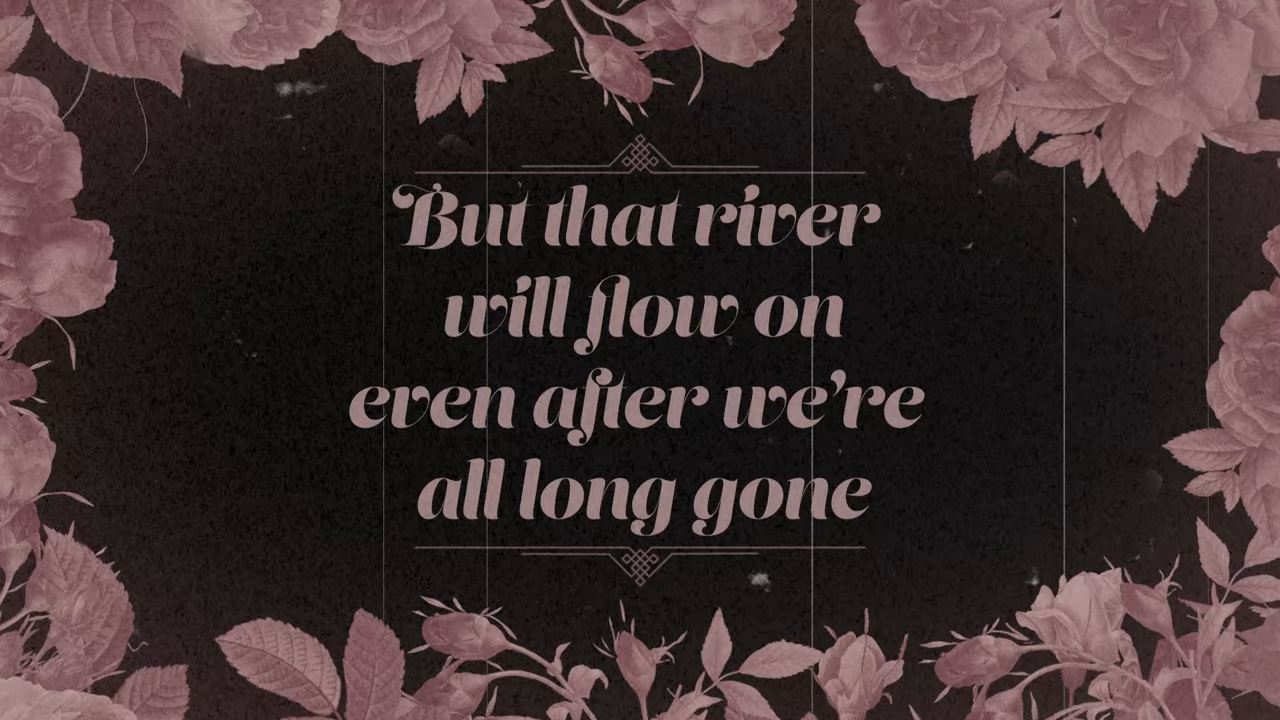 But that river
will flow on
even after we’re
all long gone